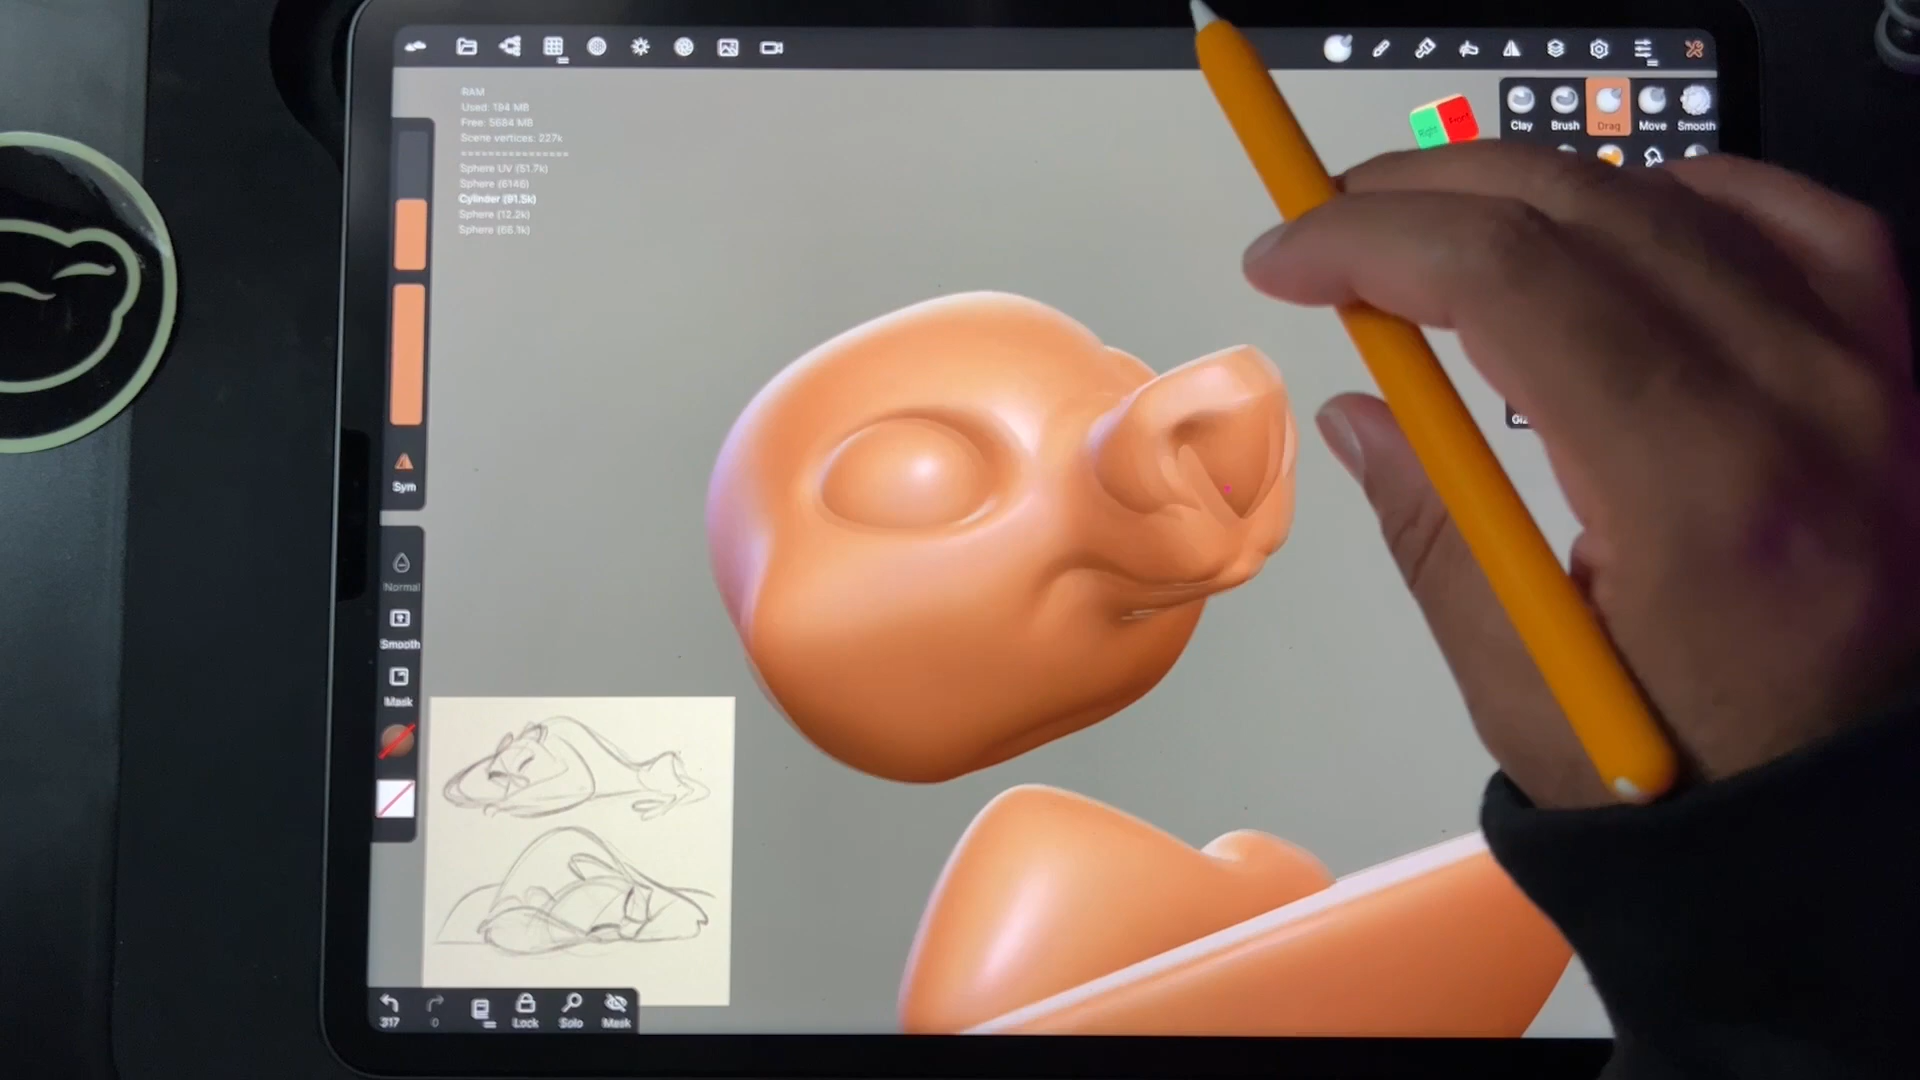 RAM
Used: 194 MB
Free: 5684 MB
Scene vertices: 227k
================
Sphere UV (51.7k)
Sphere (6146)
Cylinder (91.5k)
Sphere (12.2k)
Sphere (66.1k)
Right
Front
Clay
Brush
Drag
Move
Smooth
Sym
Normal
Smooth
Mask
317
0
Lock
Solo
Mask